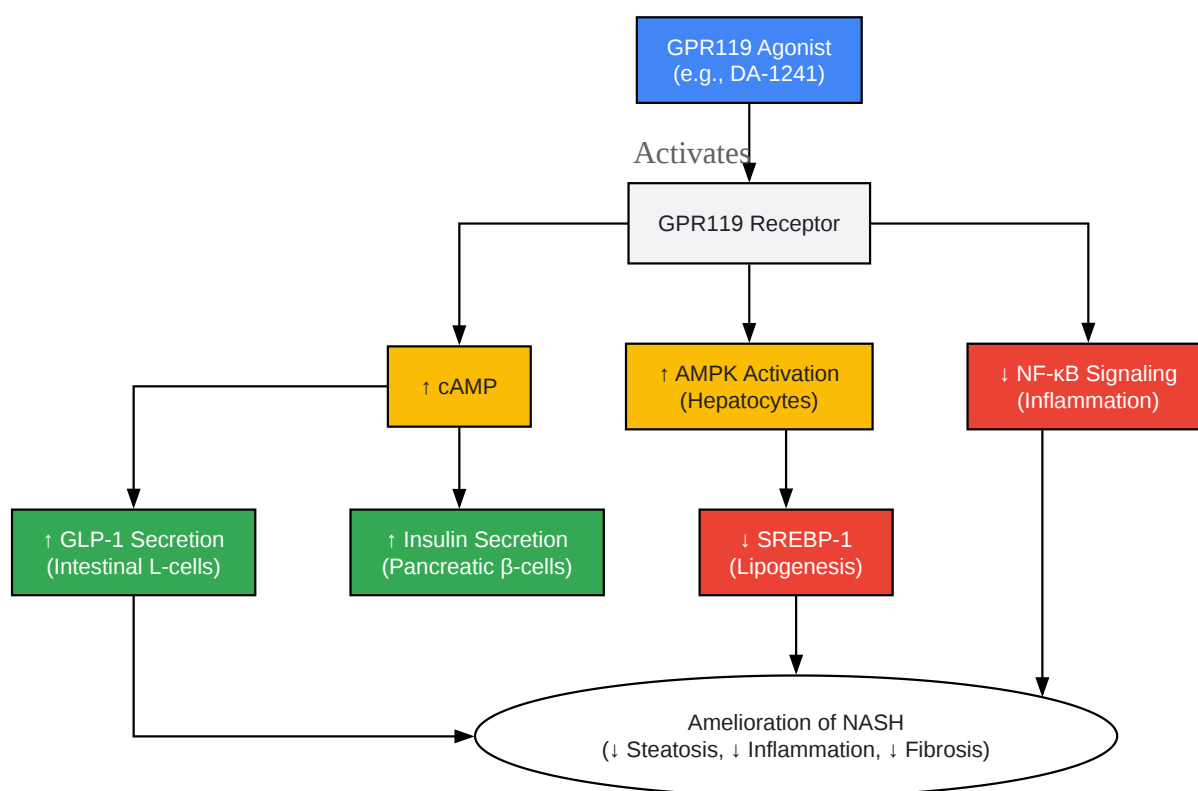 GPR119 Agonist
(e.g., DA-1241)
Activates
GPR119 Receptor
↑ cAMP
↑ AMPK Activation
(Hepatocytes)
↓ NF-κB Signaling
(Inflammation)
↑ GLP-1 Secretion
(Intestinal L-cells)
↑ Insulin Secretion
(Pancreatic β-cells)
↓ SREBP-1
(Lipogenesis)
Amelioration of NASH
(↓ Steatosis, ↓ Inflammation, ↓ Fibrosis)